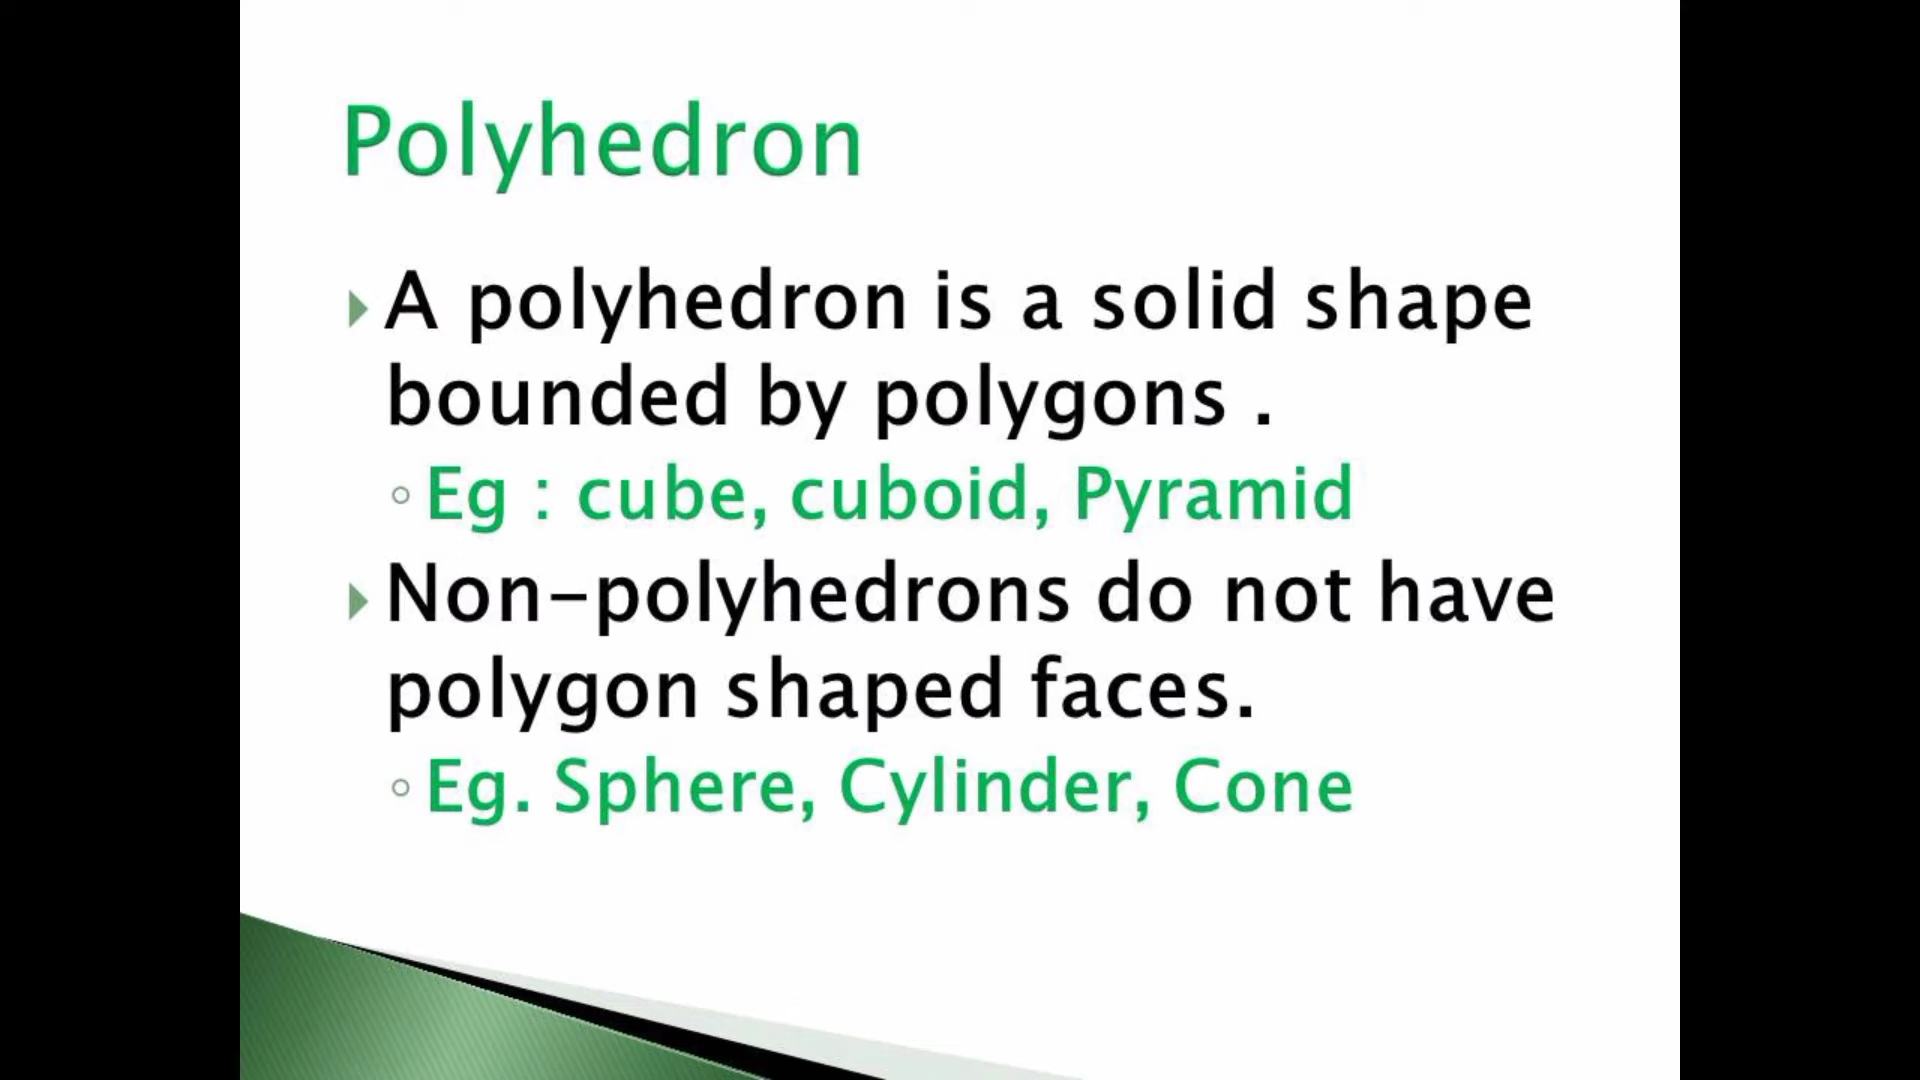 Polyhedron
A polyhedron is a solid shape
bounded by polygons .
Eg : cube, cuboid, Pyramid
Non-polyhedrons do not have
polygon shaped faces.
Eg. Sphere, Cylinder, Cone